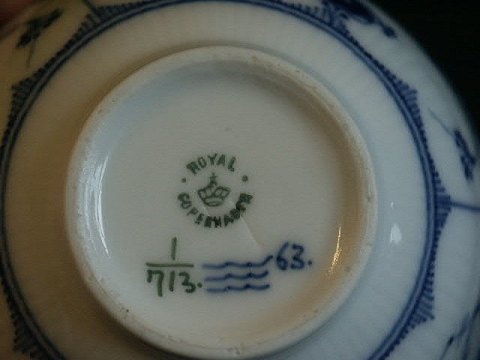 ROYAL
COPENHAGEN
1
713. 63.